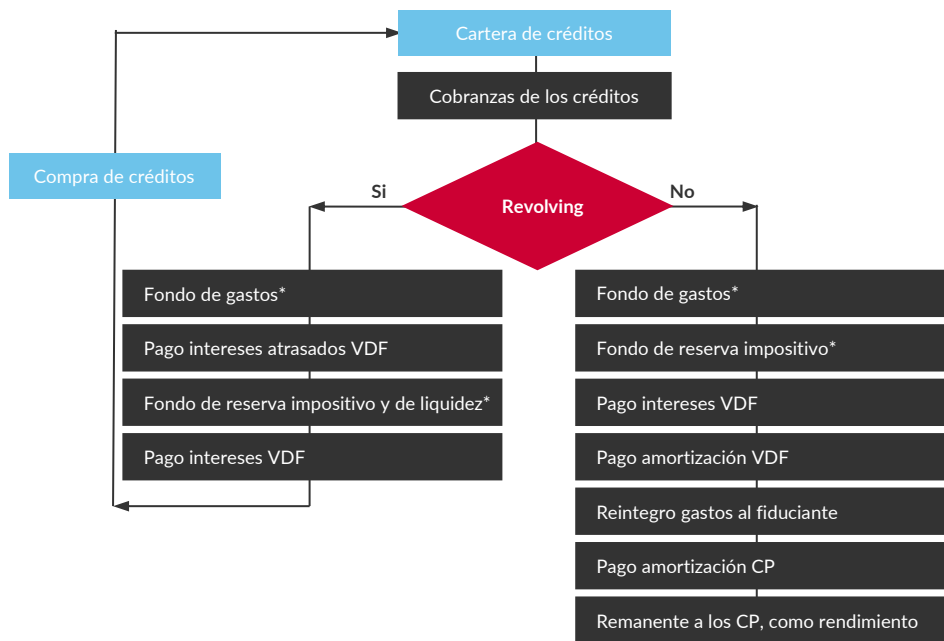 Cartera de créditos
Cobranzas de los créditos
Compra de créditos
Si
Revolving
No
Fondo de gastos*
Pago intereses atrasados VDF
Fondo de reserva impositivo y de liquidez*
Pago intereses VDF
Fondo de gastos*
Fondo de reserva impositivo*
Pago intereses VDF
Pago amortización VDF
Reintegro gastos al fiduciante
Pago amortización CP
Remanente a los CP, como rendimiento